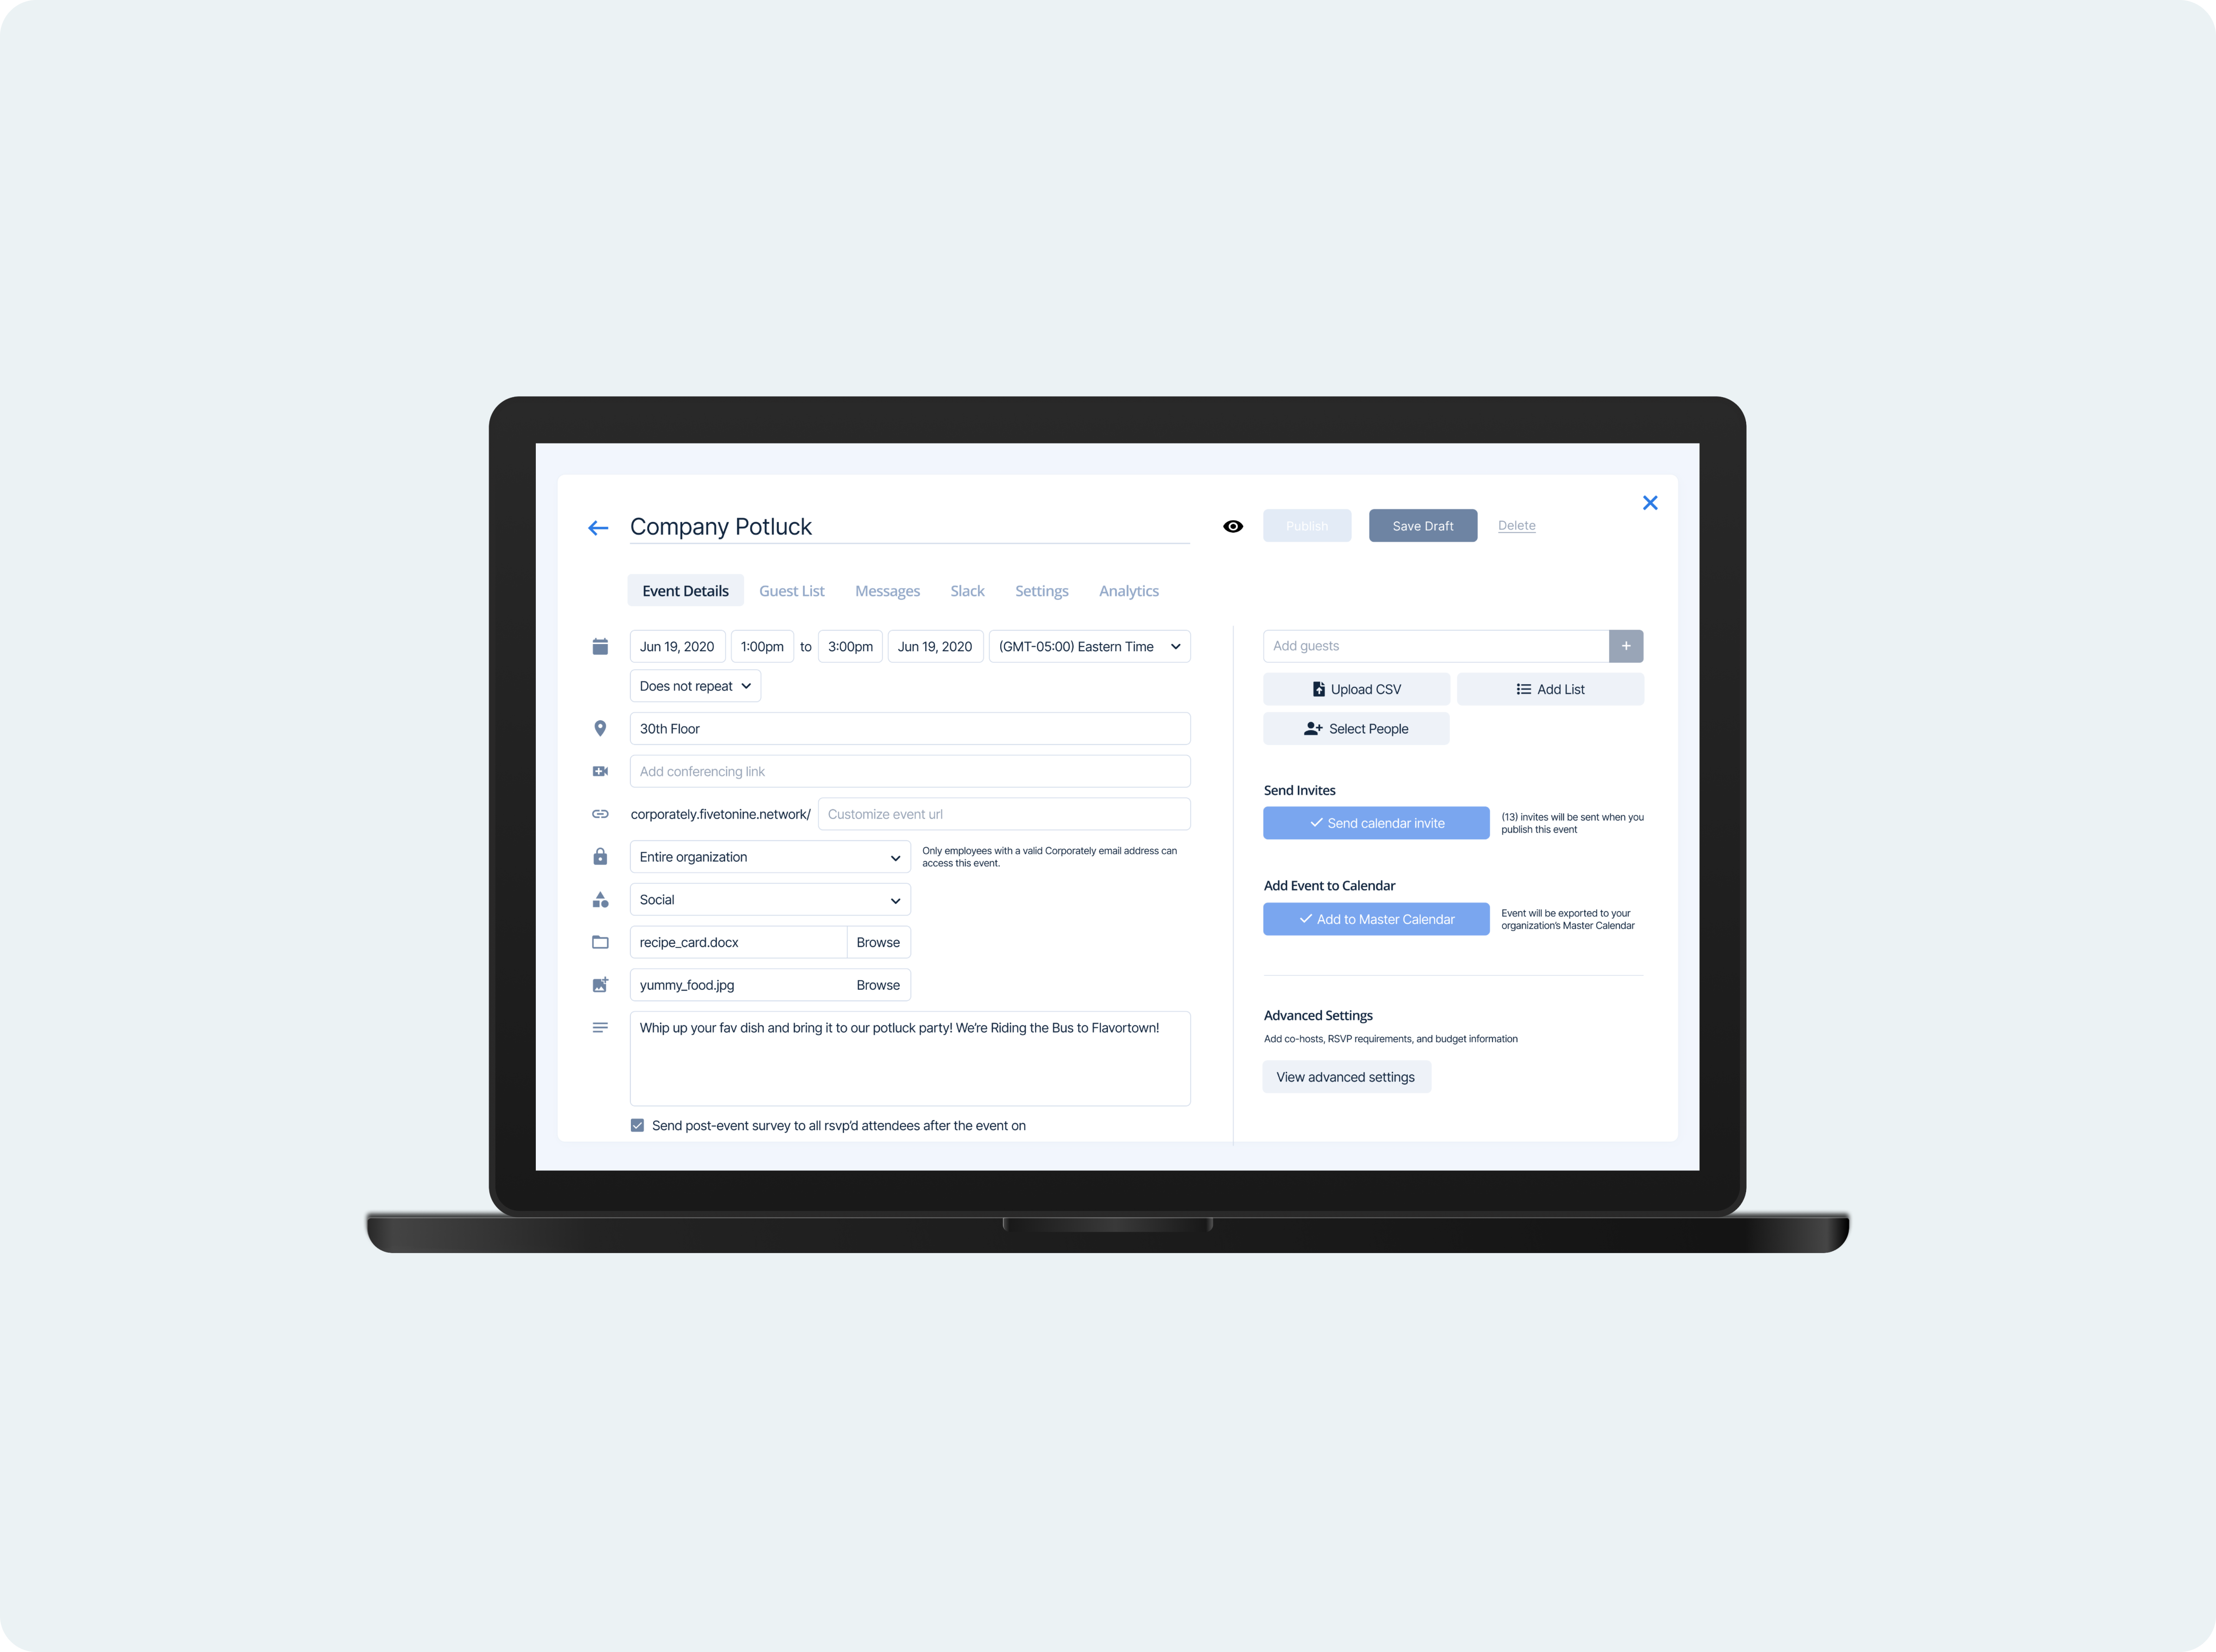 Company Potluck
Publish
Save Draft
Delete
Event Details
Guest List
Messages
Slack
Settings
Analytics
Jun 19, 2020
1:00pm
to
3:00pm
Jun 19, 2020
(GMT-05:00) Eastern Time
Does not repeat
30th Floor
Add conferencing link
corporately.fivetonine.network/
Customize event url
Entire organization
Only employees with a valid Corporately email address can
access this event.
Social
recipe_card.docx
Browse
yummy_food.jpg
Browse
Whip up your fav dish and bring it to our potluck party! We’re Riding the Bus to Flavortown!
Send post-event survey to all rsvp’d attendees after the event on
Add guests
+
Upload CSV
Add List
Select People
Send Invites
Send calendar invite
(13) invites will be sent when you
publish this event
Add Event to Calendar
Add to Master Calendar
Event will be exported to your
organization’s Master Calendar
Advanced Settings
Add co-hosts, RSVP requirements, and budget information
View advanced settings